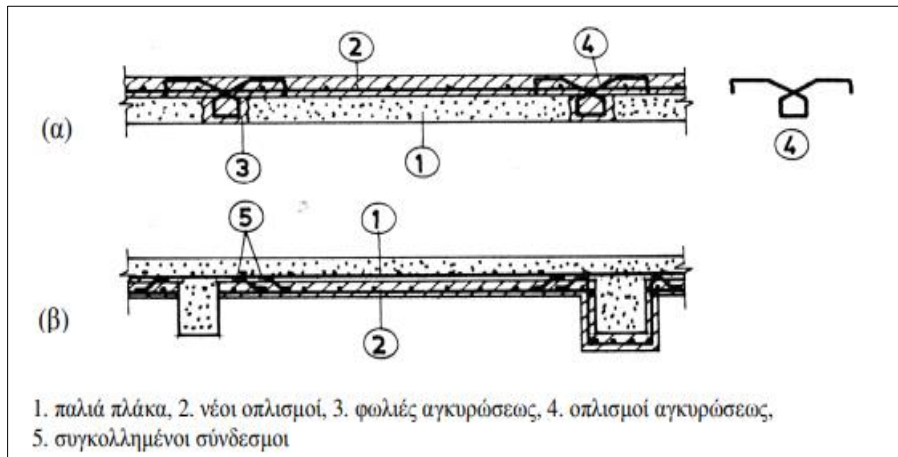 2
4
(α)
3
1
4
5
1
(β)
2
1. παλιά πλάκα, 2. νέοι οπλισμοί, 3. φωλιές αγκυρώσεως, 4. οπλισμοί αγκυρώσεως,
5. συγκολλημένοι σύνδεσμοι